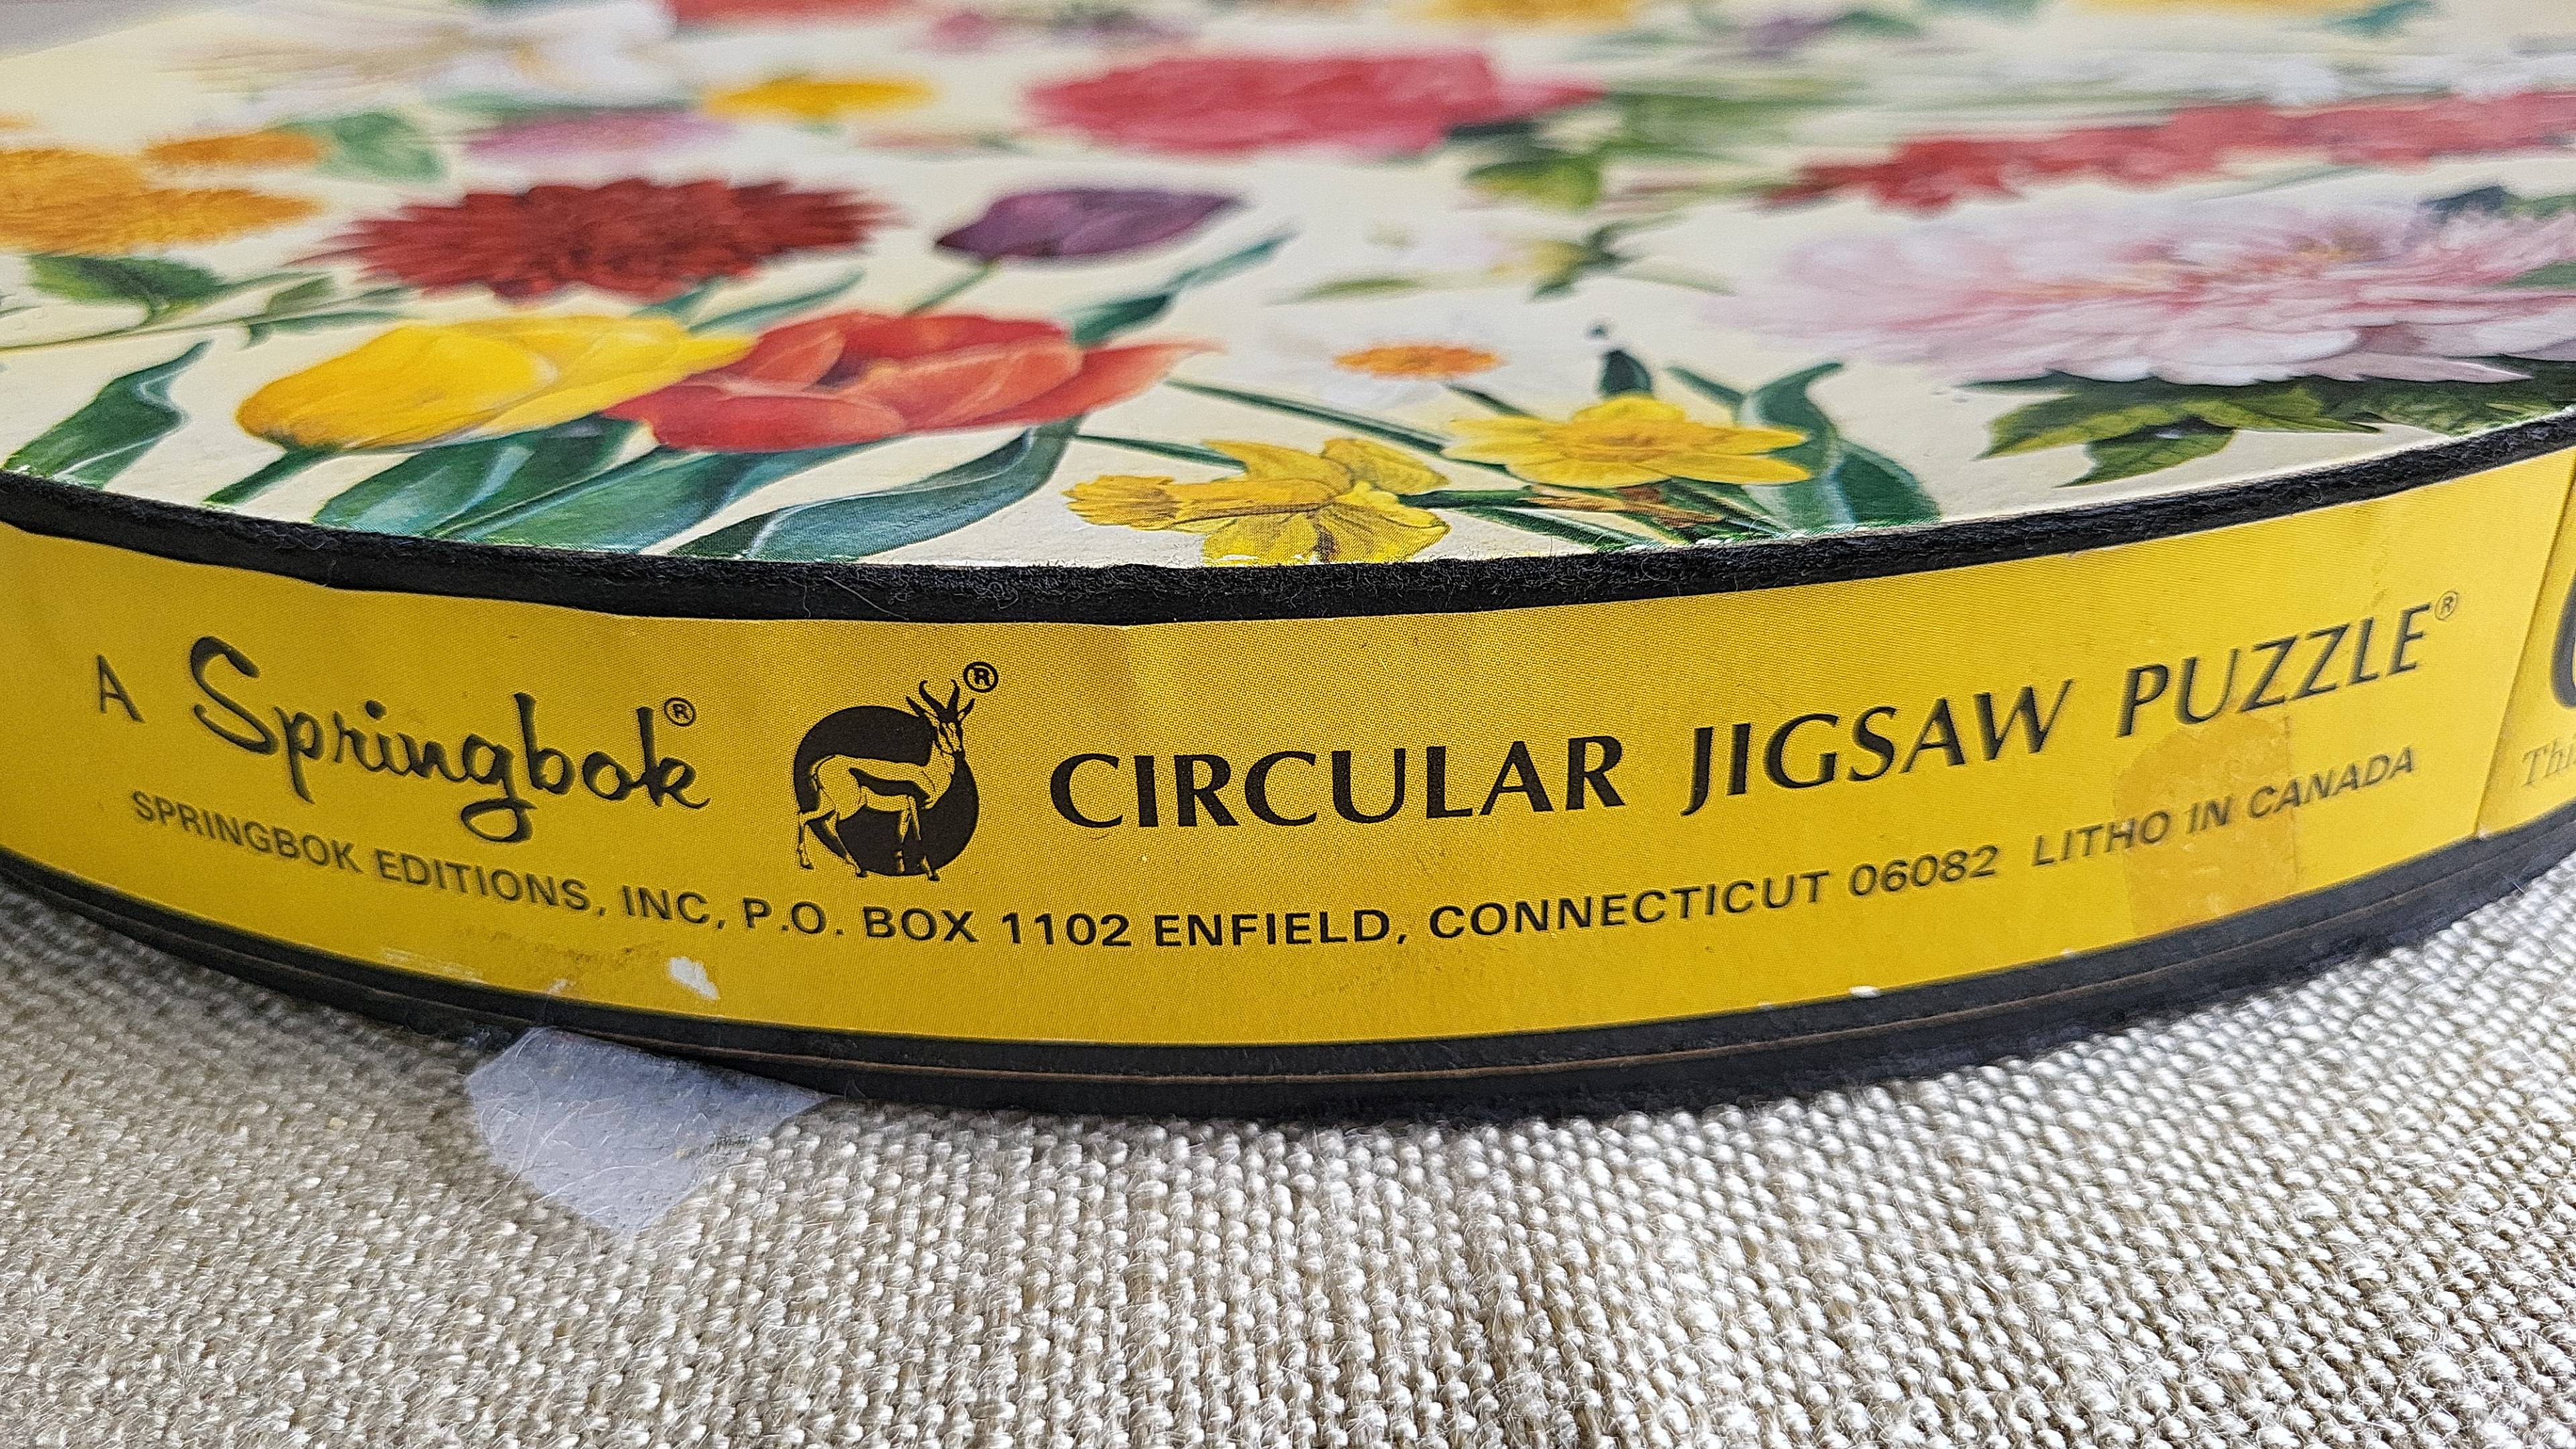 A Springbok® ® CIRCULAR JIGSAW PUZZLE®
SPRINGBOK EDITIONS, INC, P.O. BOX 1102 ENFIELD, CONNECTICUT 06082 LITHO IN CANADA